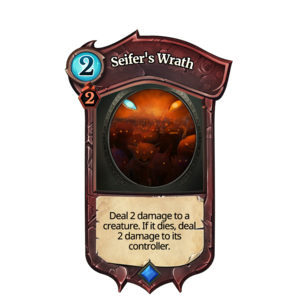 2
Seifer's Wrath
2
Deal 2 damage to a
creature. If it dies, deal
2 damage to its
controller.